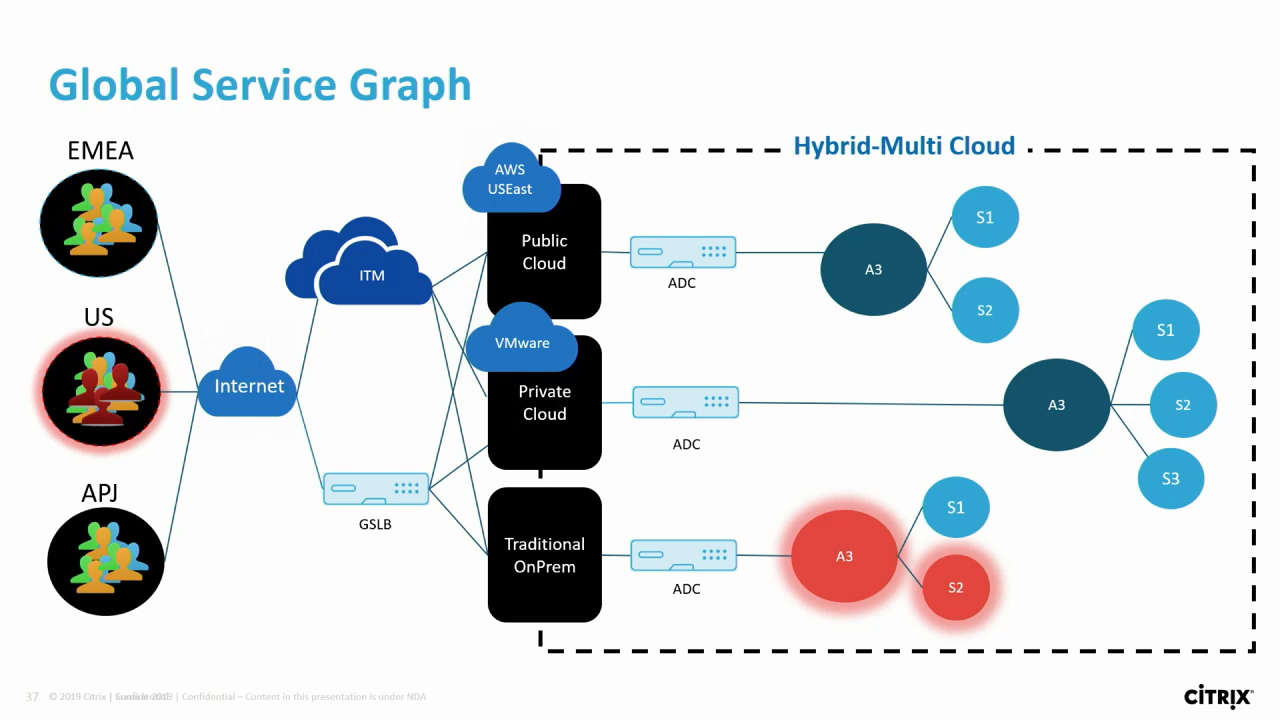 Global Service Graph
EMEA
US
APJ
Internet
ITM
GSLB
AWS
USEast
Public
Cloud
VMware
Private
Cloud
Traditional
OnPrem
Hybrid-Multi Cloud
ADC
A3
S1
S2
ADC
A3
S1
S2
S3
ADC
A3
S1
S2
37
© 2019 Citrix | Confidential – Content in this presentation is under NDA
CITRIX